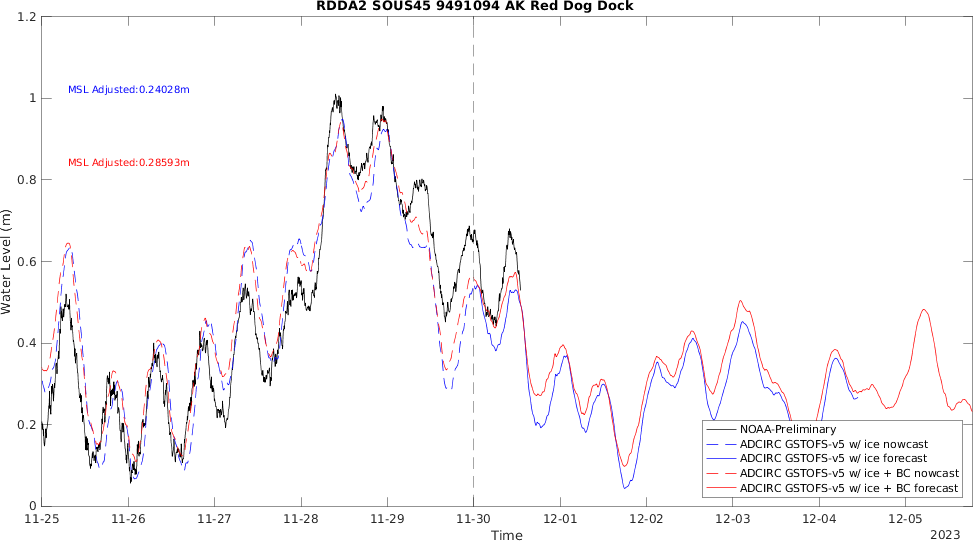 RDDA2 SOUS45 9491094 AK Red Dog Dock
1.2
1
0.8
0.6
0.4
0.2
0
Water Level (m)
MSL Adjusted:0.24028m
MSL Adjusted:0.28593m
NOAA-Preliminary
ADCIRC GSTOFS-v5 w/ ice nowcast
ADCIRC GSTOFS-v5 w/ ice forecast
ADCIRC GSTOFS-v5 w/ ice + BC nowcast
ADCIRC GSTOFS-v5 w/ ice + BC forecast
11-25 11-26 11-27 11-28 11-29 11-30 12-01 12-02 12-03 12-04 12-05
Time
2023